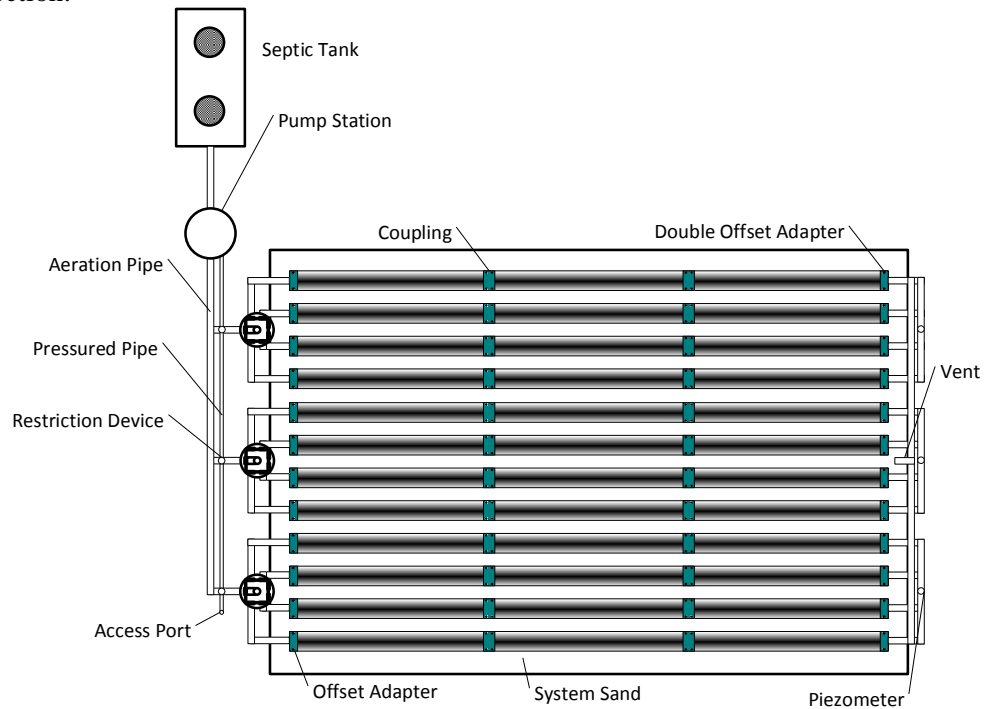 Septic Tank
Pump Station
Coupling
Double Offset Adapter
Aeration Pipe
Pressured Pipe
Vent
Restriction Device
Access Port
Offset Adapter
System Sand
Piezometer